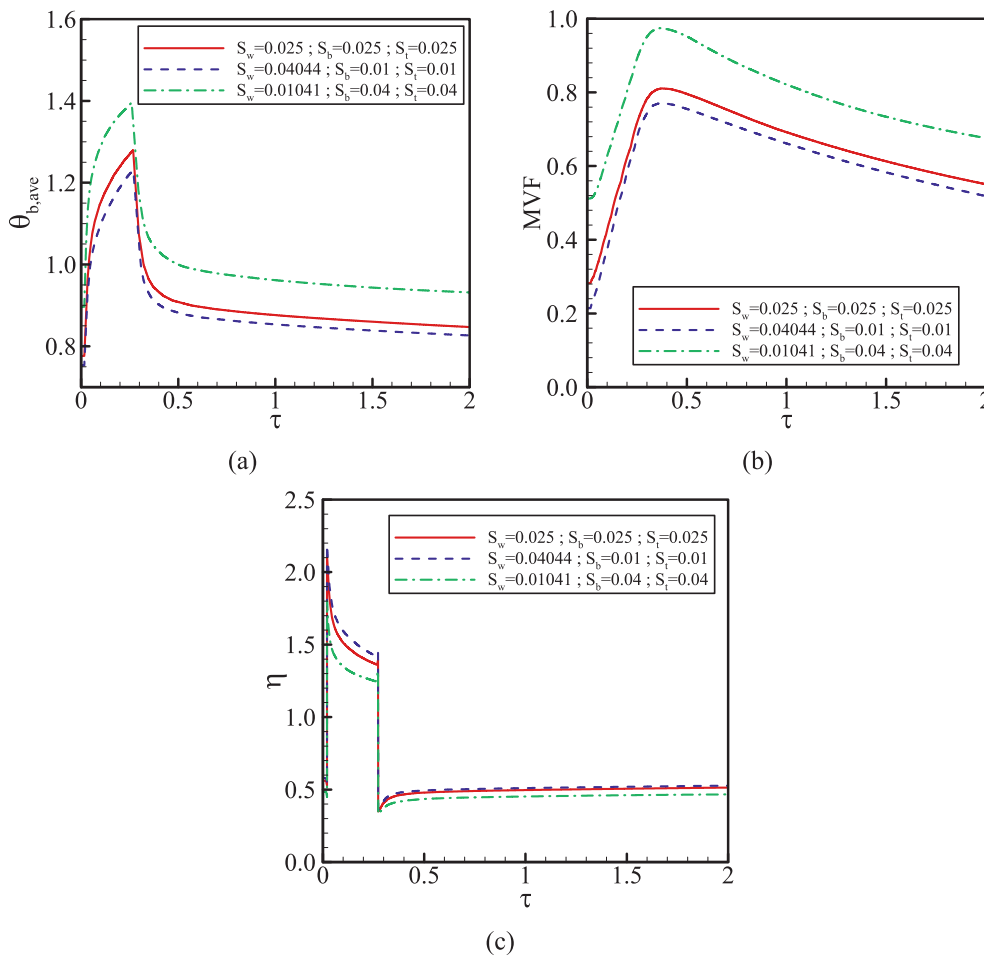 1.6
1.4
1.2
1.0
0.8
θb,ave
Sw=0.025 ; Sb=0.025 ; St=0.025
Sw=0.04044 ; Sb=0.01 ; St=0.01
Sw=0.01041 ; Sb=0.04 ; St=0.04
0 0.5 1 1.5 2
τ
(a)
1.0
0.8
0.6
0.4
0.2
0.0
MVF
Sw=0.025 ; Sb=0.025 ; St=0.025
Sw=0.04044 ; Sb=0.01 ; St=0.01
Sw=0.01041 ; Sb=0.04 ; St=0.04
0 0.5 1 1.5 2
τ
(b)
2.5
2.0
1.5
1.0
0.5
0.0
η
Sw=0.025 ; Sb=0.025 ; St=0.025
Sw=0.04044 ; Sb=0.01 ; St=0.01
Sw=0.01041 ; Sb=0.04 ; St=0.04
0 0.5 1 1.5 2
τ
(c)